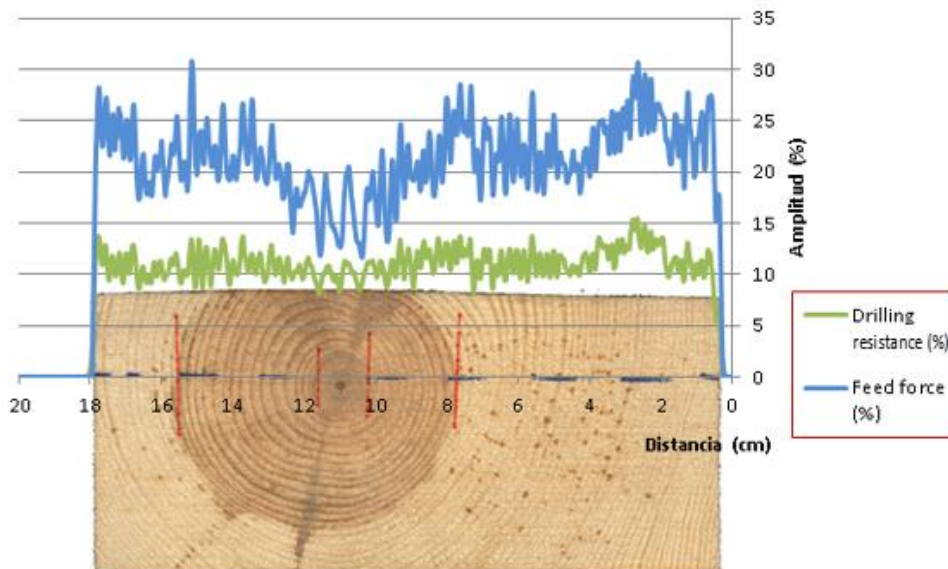 35
30
25
20
15
10
5
0
Amplitud (%)
20 18 16 14 12 10 8 6 4 2 0
Distancia (cm)
Drilling
resistance (%)
Feed force
(%)